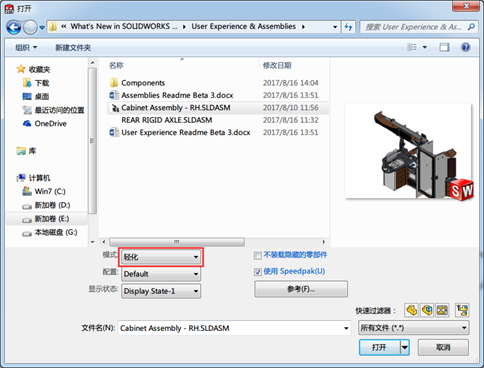 打开
« What's New in SOLIDWORKS ... ▸ User Experience & Assemblies ▸
搜索 User Experience & As...
组织 ▼ 新建文件夹
名称 修改日期
收藏夹
下载
桌面
最近访问的位置
OneDrive
库
计算机
Win7 (C:)
新加卷 (D:)
新加卷 (E:)
本地磁盘 (G:)
Components 2017/8/16 14:04
Assemblies Readme Beta 3.docx 2017/8/16 13:51
Cabinet Assembly - RH.SLDASM 2017/8/10 11:56
REAR RIGID AXLE.SLDASM 2017/8/16 11:32
User Experience Readme Beta 3.docx 2017/8/16 13:51
SW
模式: 轻化
不装载隐藏的零部件
配置: Default
使用 Speedpak(U)
显示状态: Display State-1
参考(F)...
快速过滤器:
文件名(N): Cabinet Assembly - RH.SLDASM
所有文件 (*.*)
打开 取消